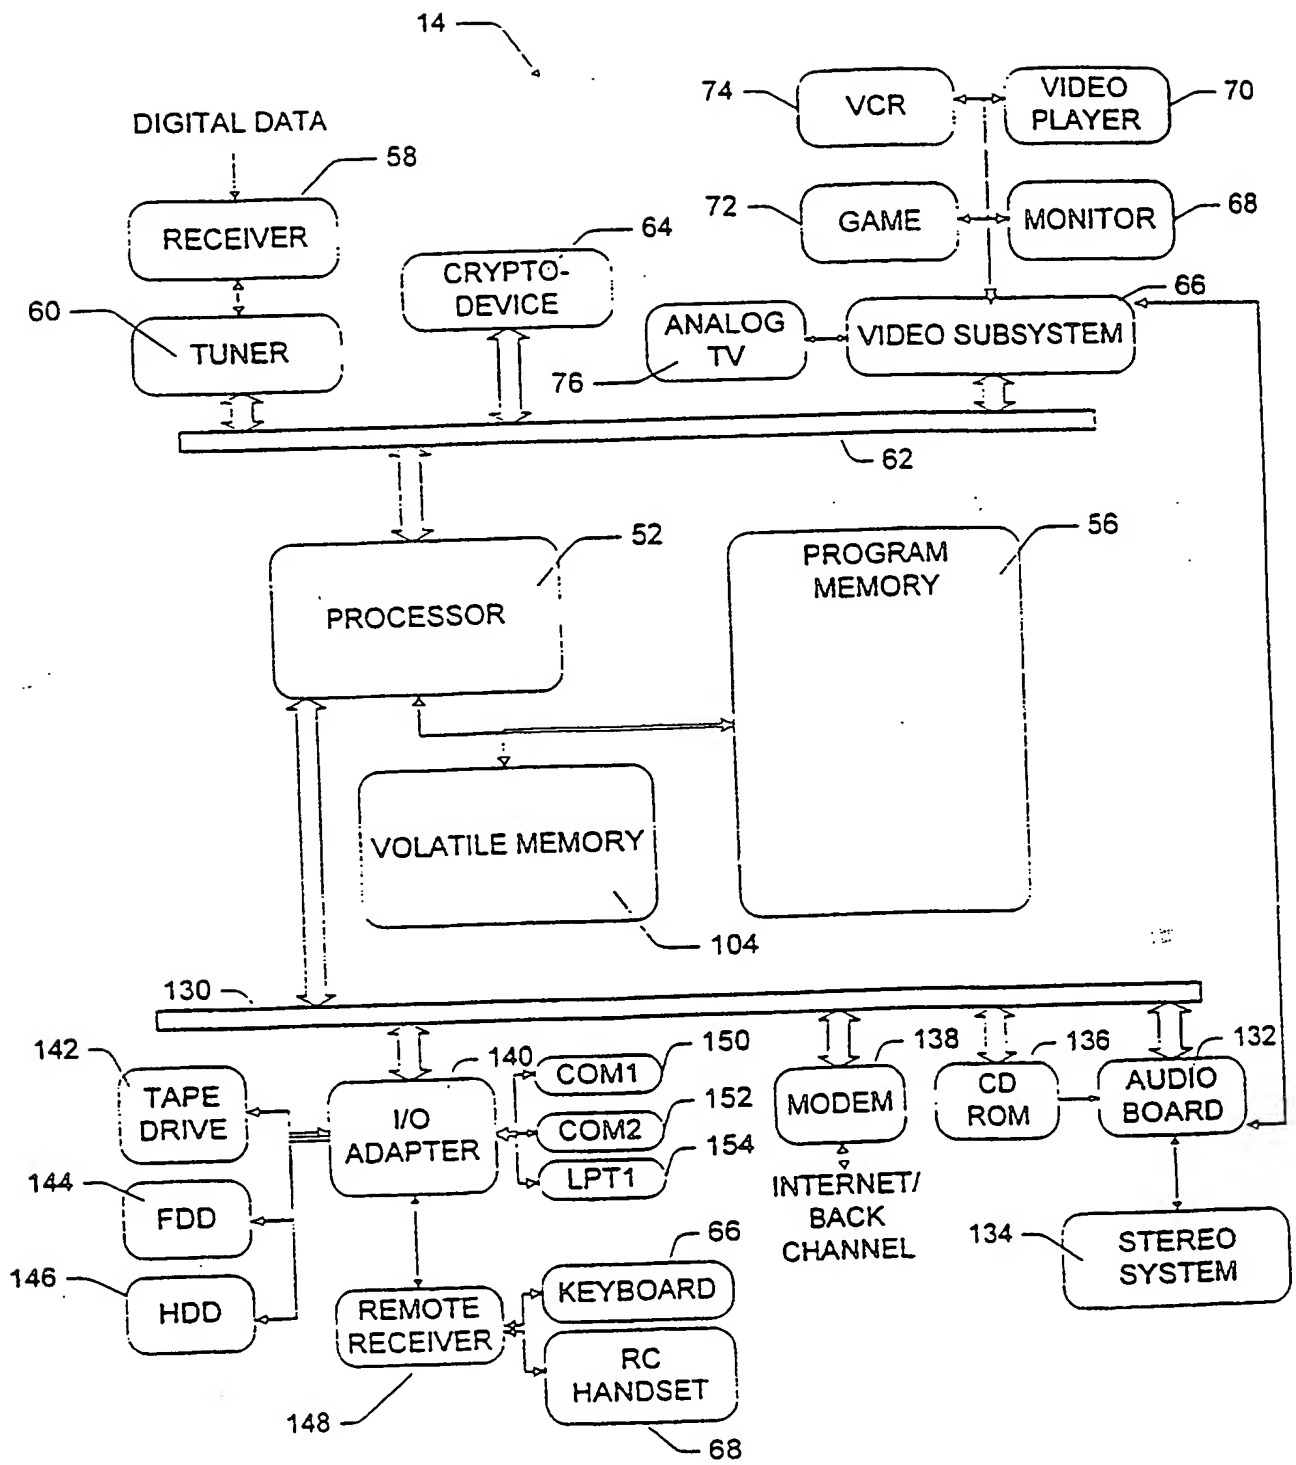 14
74
VCR
VIDEO
PLAYER
70
DIGITAL DATA
58
RECEIVER
72
GAME
MONITOR
68
64
CRYPTO-
DEVICE
60
TUNER
ANALOG
TV
76
66
VIDEO SUBSYSTEM
62
52
PROCESSOR
PROGRAM
MEMORY
56
VOLATILE MEMORY
104
130
142
TAPE
DRIVE
140
I/O
ADAPTER
COM1
150
COM2
152
LPT1
154
138
MODEM
INTERNET/
BACK
CHANNEL
136
CD
ROM
132
AUDIO
BOARD
144
FDD
134
STEREO
SYSTEM
146
HDD
REMOTE
RECEIVER
148
66
KEYBOARD
RC
HANDSET
68